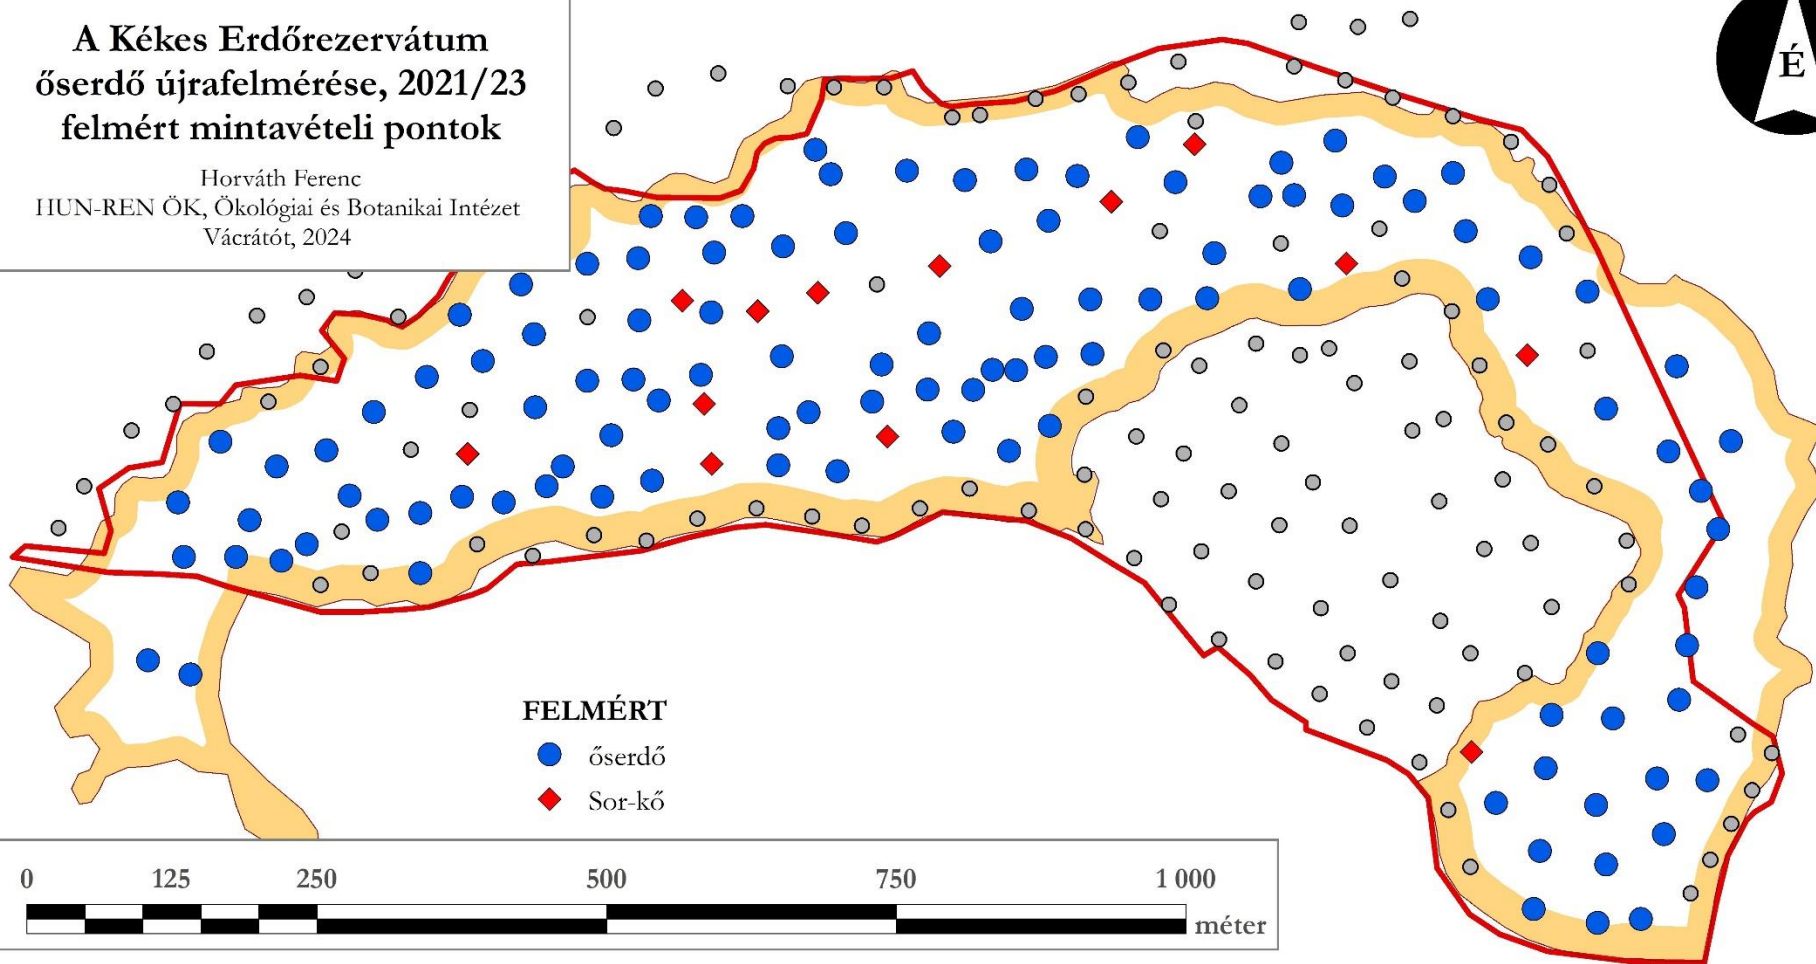 A Kékes Erdőrezervátum
őserdő újrafelmérése, 2021/23
felmért mintavételi pontok
Horváth Ferenc
HUN-REN ÖK, Ökológiai és Botanikai Intézet
Vácrátót, 2024
É
FELMÉRT
őserdő
Sor-kő
0 125 250 500 750 1 000
méter